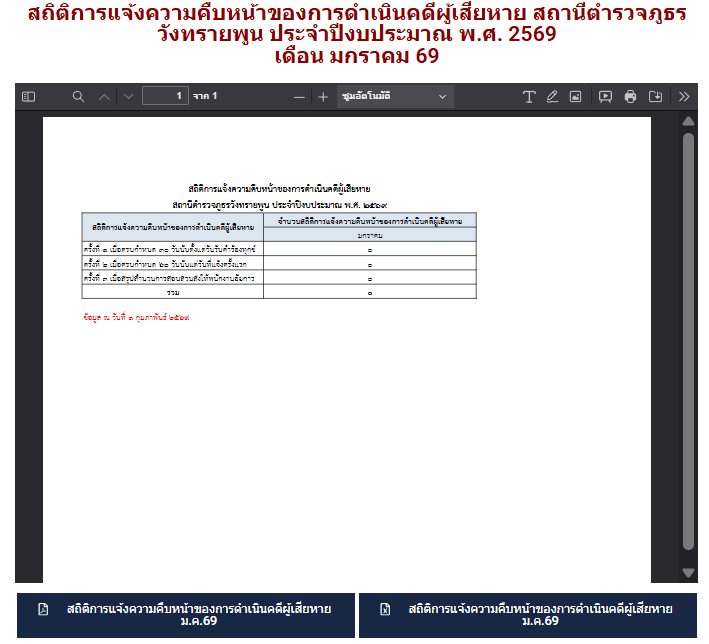 สถิติการแจ้งความคืบหน้าของการดำเนินคดีผู้เสียหาย สถานีตำรวจภูธร
วังทรายพูน ประจำปีงบประมาณ พ.ศ. 2569
เดือน มกราคม 69
1 จาก 1
ซูมอัตโนมัติ
สถิติการแจ้งความคืบหน้าของการดำเนินคดีผู้เสียหาย
สถานีตำรวจภูธรวังทรายพูน ประจำปีงบประมาณ พ.ศ. ๒๕๖๙
สถิติการแจ้งความคืบหน้าของการดำเนินคดีผู้เสียหาย
จำนวนสถิติการแจ้งความคืบหน้าของการดำเนินคดีผู้เสียหาย
มกราคม
ครั้งที่ ๑ เมื่อครบกำหนด ๓๐ วันนับตั้งแต่วันรับคำร้องทุกข์ ๐
ครั้งที่ ๒ เมื่อครบกำหนด ๖๐ วันนับแต่วันที่แจ้งครั้งแรก ๐
ครั้งที่ ๓ เมื่อสรุปสำนวนการสอบสวนส่งให้พนักงานอัยการ ๐
รวม ๐
ข้อมูล ณ วันที่ ๓ กุมภาพันธ์ ๒๕๖๙
สถิติการแจ้งความคืบหน้าของการดำเนินคดีผู้เสียหาย
ม.ค.69
สถิติการแจ้งความคืบหน้าของการดำเนินคดีผู้เสียหาย
ม.ค.69